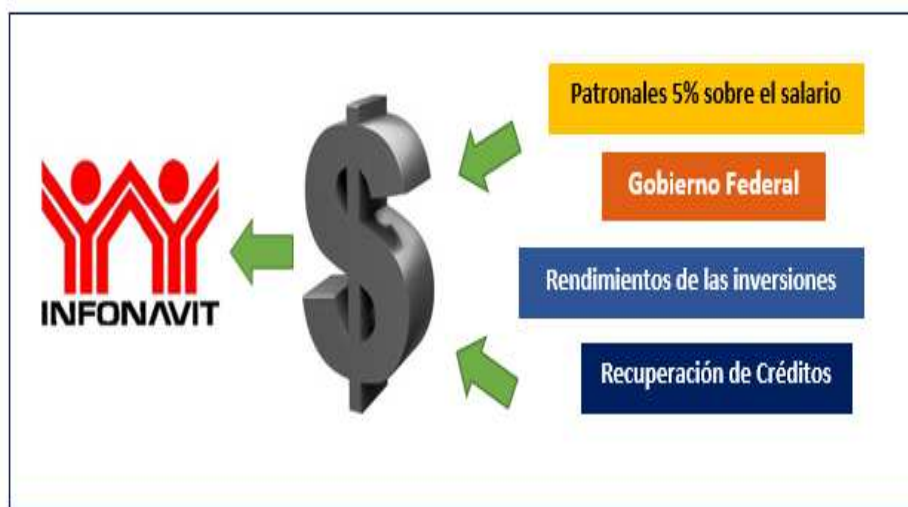 Patronales 5% sobre el salario
Gobierno Federal
Rendimientos de las inversiones
Recuperación de Créditos
INFONAVIT